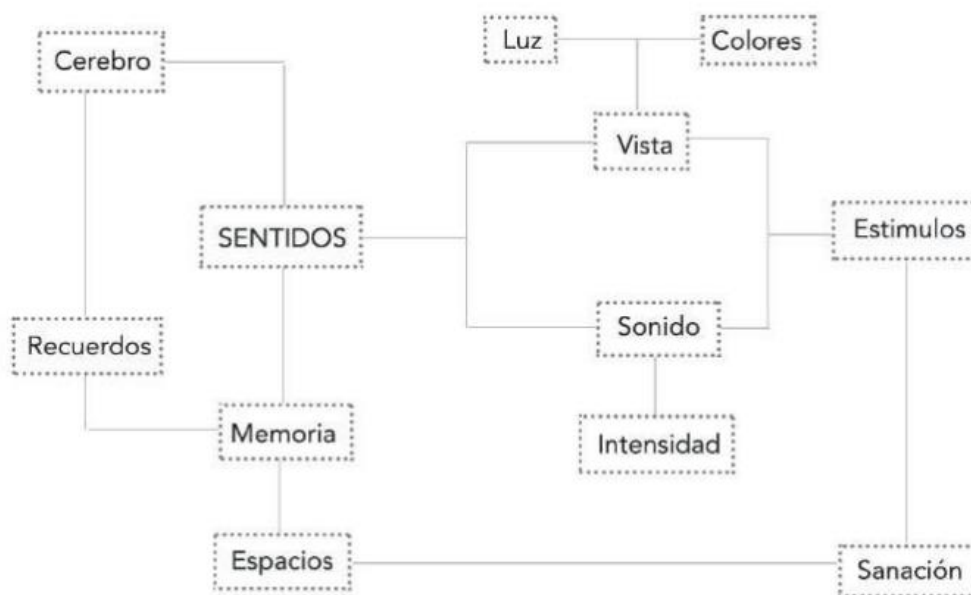 Luz
Colores
Cerebro
Vista
SENTIDOS
Estimulos
Sonido
Recuerdos
Memoria
Intensidad
Espacios
Sanación